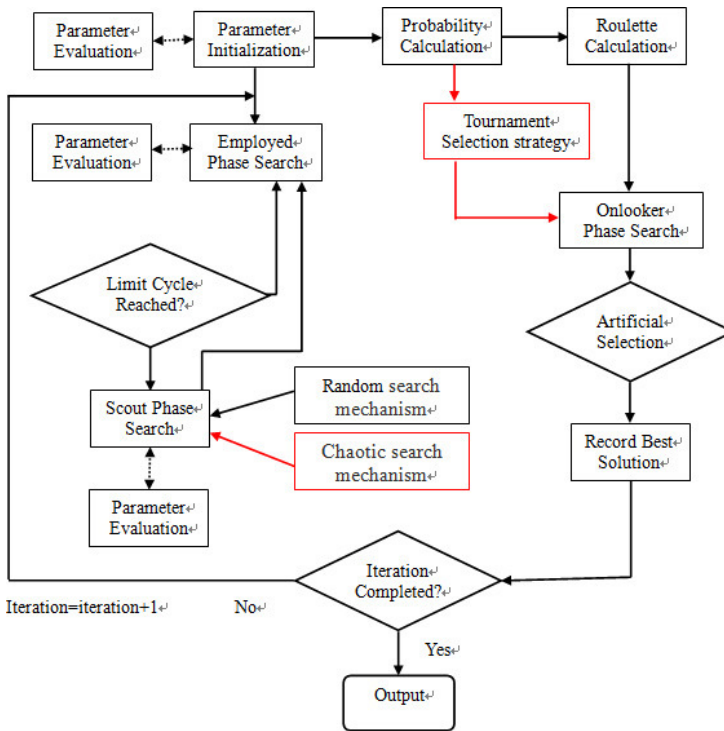 Parameter
Evaluation
Parameter
Initialization
Probability
Calculation
Roulette
Calculation
Tournament
Selection strategy
Parameter
Evaluation
Employed
Phase Search
Onlooker
Phase Search
Limit Cycle
Reached?
Artificial
Selection
Scout Phase
Search
Random search
mechanism
Chaotic search
mechanism
Record Best
Solution
Parameter
Evaluation
Iteration
Completed?
Iteration=iteration+1
No
Yes
Output